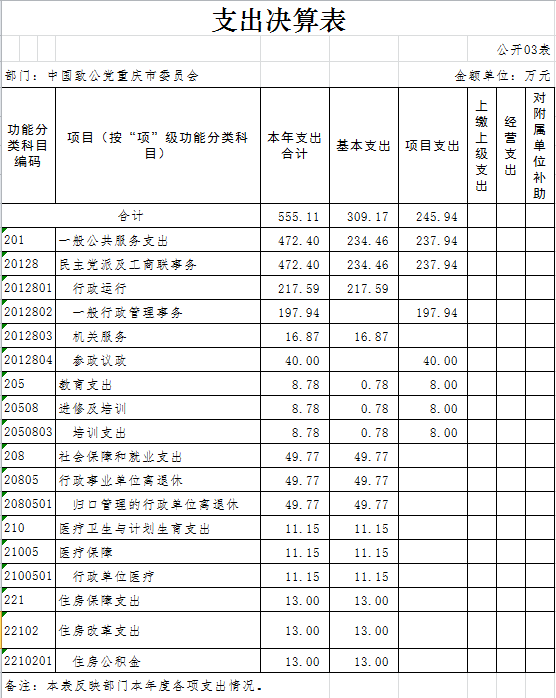 支出决算表
公开03表
部门：中国致公党重庆市委员会 金额单位：万元
功能分类科目编码 项目（按“项”级功能分类科目） 本年支出合计 基本支出 项目支出 上缴上级支出 经营支出 对附属单位补助
合计 555.11 309.17 245.94
201 一般公共服务支出 472.40 234.46 237.94
20128 民主党派及工商联事务 472.40 234.46 237.94
2012801 行政运行 217.59 217.59
2012802 一般行政管理事务 197.94 197.94
2012803 机关服务 16.87 16.87
2012804 参政议政 40.00 40.00
205 教育支出 8.78 0.78 8.00
20508 进修及培训 8.78 0.78 8.00
2050803 培训支出 8.78 0.78 8.00
208 社会保障和就业支出 49.77 49.77
20805 行政事业单位离退休 49.77 49.77
2080501 归口管理的行政单位离退休 49.77 49.77
210 医疗卫生与计划生育支出 11.15 11.15
21005 医疗保障 11.15 11.15
2100501 行政单位医疗 11.15 11.15
221 住房保障支出 13.00 13.00
22102 住房改革支出 13.00 13.00
2210201 住房公积金 13.00 13.00
备注：本表反映部门本年度各项支出情况。